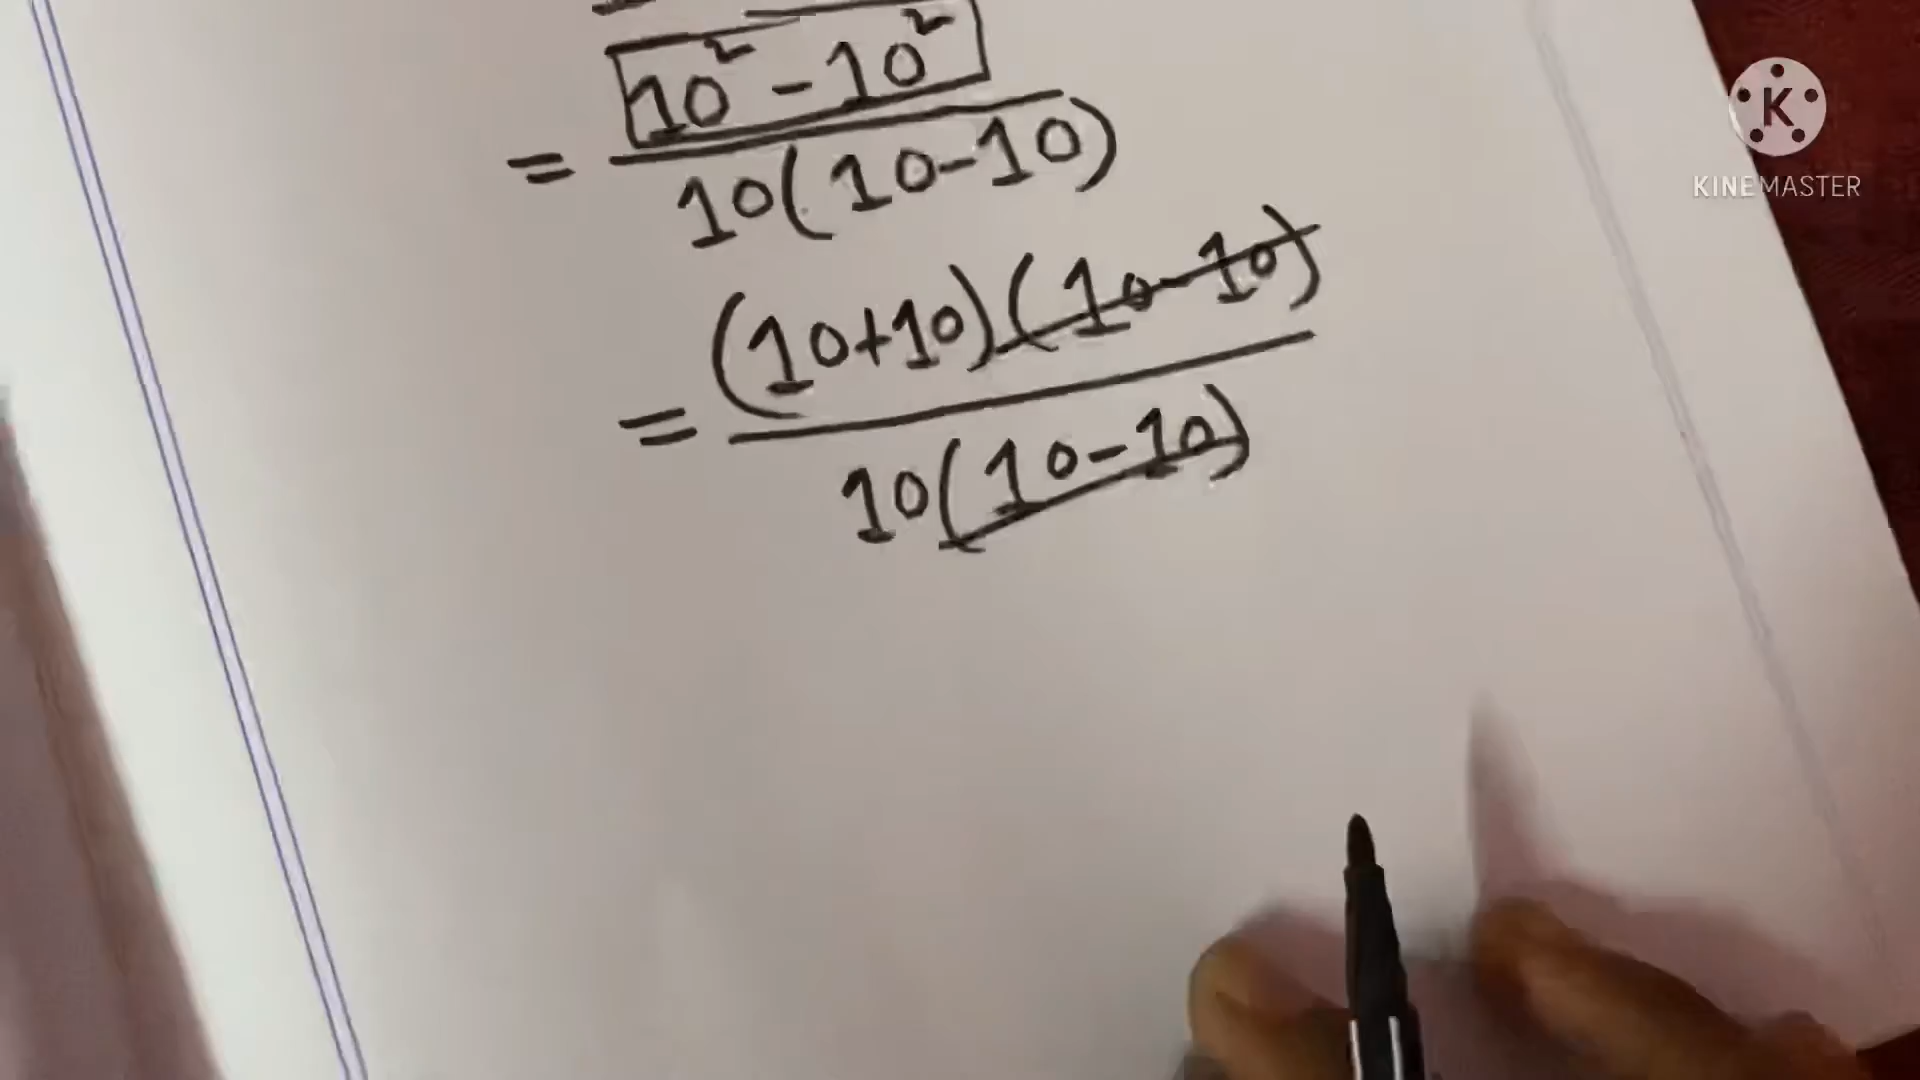 10² - 10²
= 10(10-10)
(10+10)(10-10)
= 10(10-10)
K
KINEMASTER